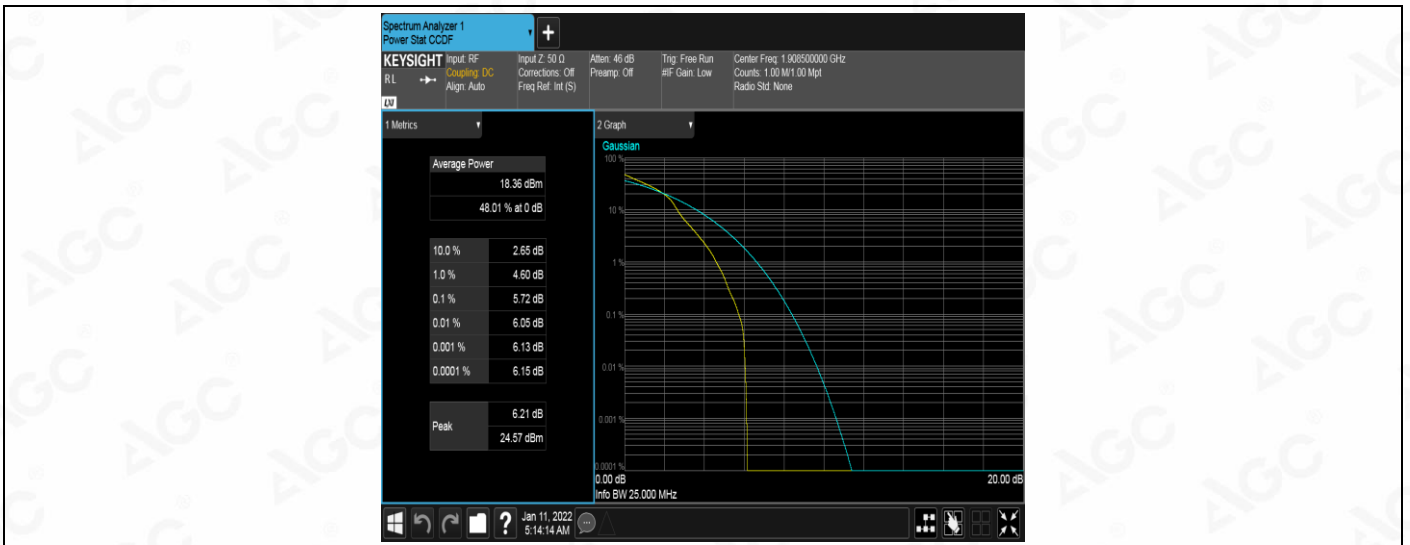 Spectrum Analyzer 1
Power Stat CCDF
+
KEYSIGHT
RL
LXI
Input: RF
Coupling: DC
Align: Auto
Input Z: 50 Ω
Corrections: Off
Freq Ref: Int (S)
Atten: 46 dB
Preamp: Off
Trig: Free Run
#IF Gain: Low
Center Freq: 1.908500000 GHz
Counts: 1.00 M/1.00 Mpt
Radio Std: None
1 Metrics
Average Power
18.36 dBm
48.01 % at 0 dB
10.0 % 2.65 dB
1.0 % 4.60 dB
0.1 % 5.72 dB
0.01 % 6.05 dB
0.001 % 6.13 dB
0.0001 % 6.15 dB
Peak
6.21 dB
24.57 dBm
2 Graph
Gaussian
100 %
10 %
1 %
0.1 %
0.01 %
0.001 %
0.0001 %
0.00 dB 20.00 dB
Info BW 25.000 MHz
?
Jan 11, 2022
5:14:14 AM
AGC